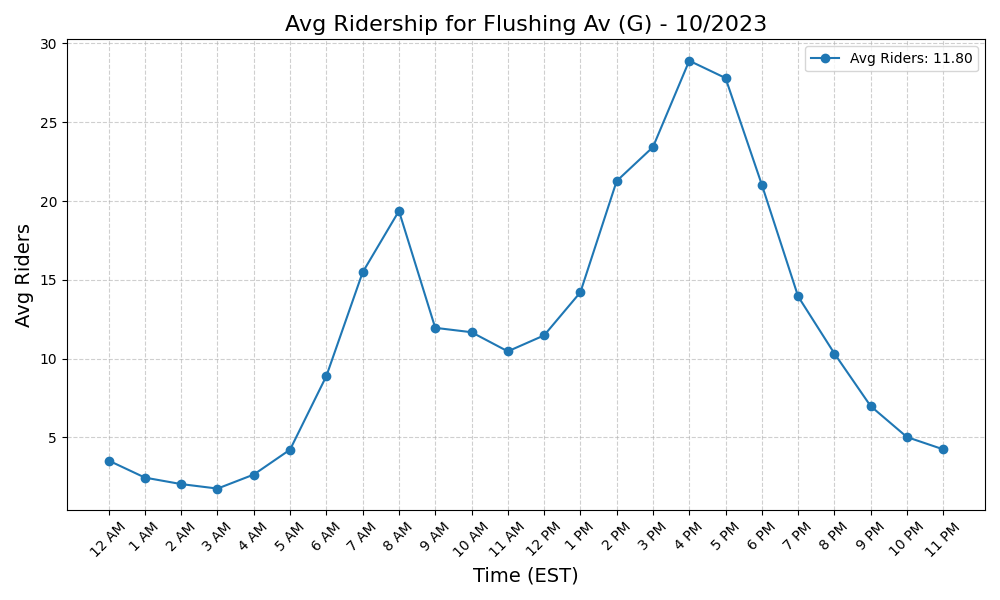 Avg Ridership for Flushing Av (G) - 10/2023
Avg Riders: 11.80
Avg Riders
30
25
20
15
10
5
12 AM
1 AM
2 AM
3 AM
4 AM
5 AM
6 AM
7 AM
8 AM
9 AM
10 AM
11 AM
12 PM
1 PM
2 PM
3 PM
4 PM
5 PM
6 PM
7 PM
8 PM
9 PM
10 PM
11 PM
Time (EST)